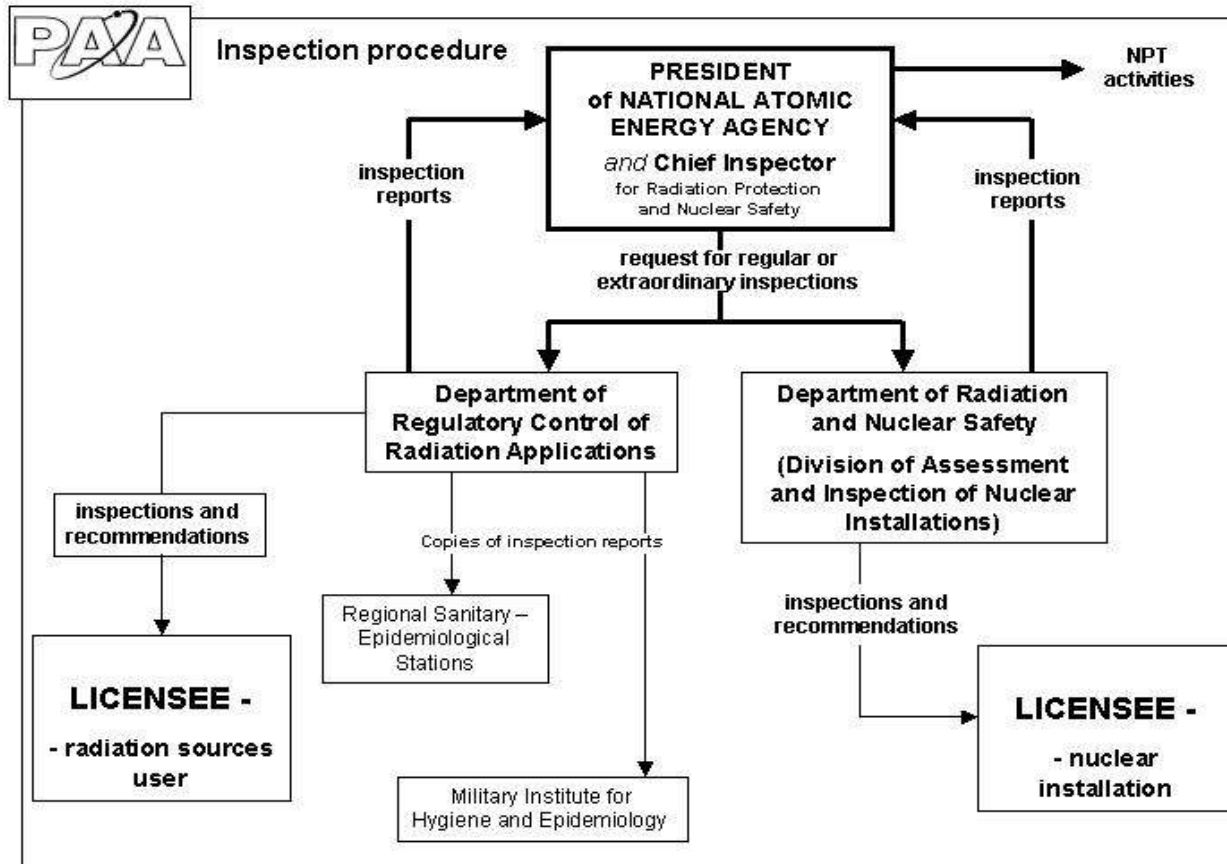 PAA
Inspection procedure
PRESIDENT
of NATIONAL ATOMIC
ENERGY AGENCY
and Chief Inspector
for Radiation Protection
and Nuclear Safety
NPT
activities
inspection
reports
inspection
reports
request for regular or
extraordinary inspections
Department of
Regulatory Control of
Radiation Applications
Department of Radiation
and Nuclear Safety
(Division of Assessment
and Inspection of Nuclear
Installations)
inspections and
recommendations
Copies of inspection reports
Regional Sanitary –
Epidemiological
Stations
inspections and
recommendations
LICENSEE -
- radiation sources
user
LICENSEE -
- nuclear
installation
Military Institute for
Hygiene and Epidemiology